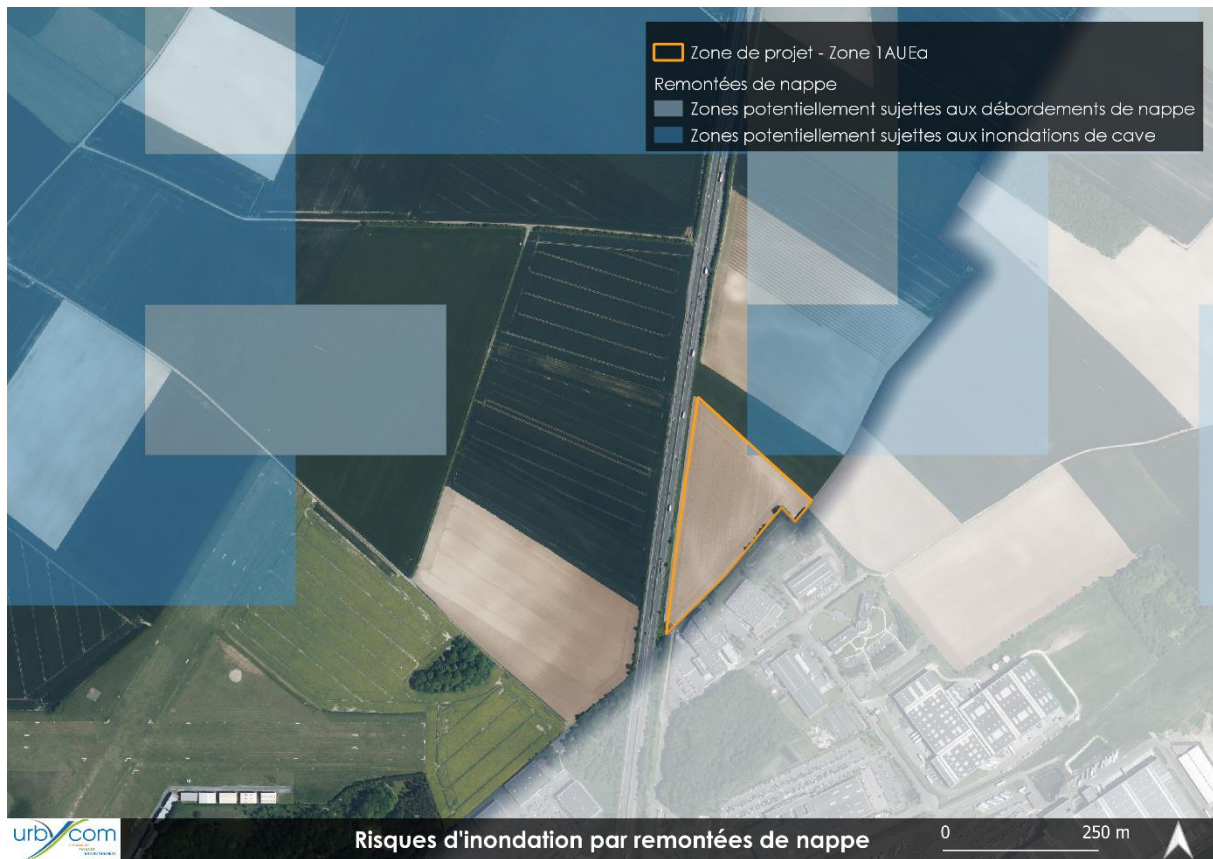 Zone de projet - Zone 1AUEa
Remontées de nappe
Zones potentiellement sujettes aux débordements de nappe
Zones potentiellement sujettes aux inondations de cave
urbycom
Risques d'inondation par remontées de nappe
0 250 m